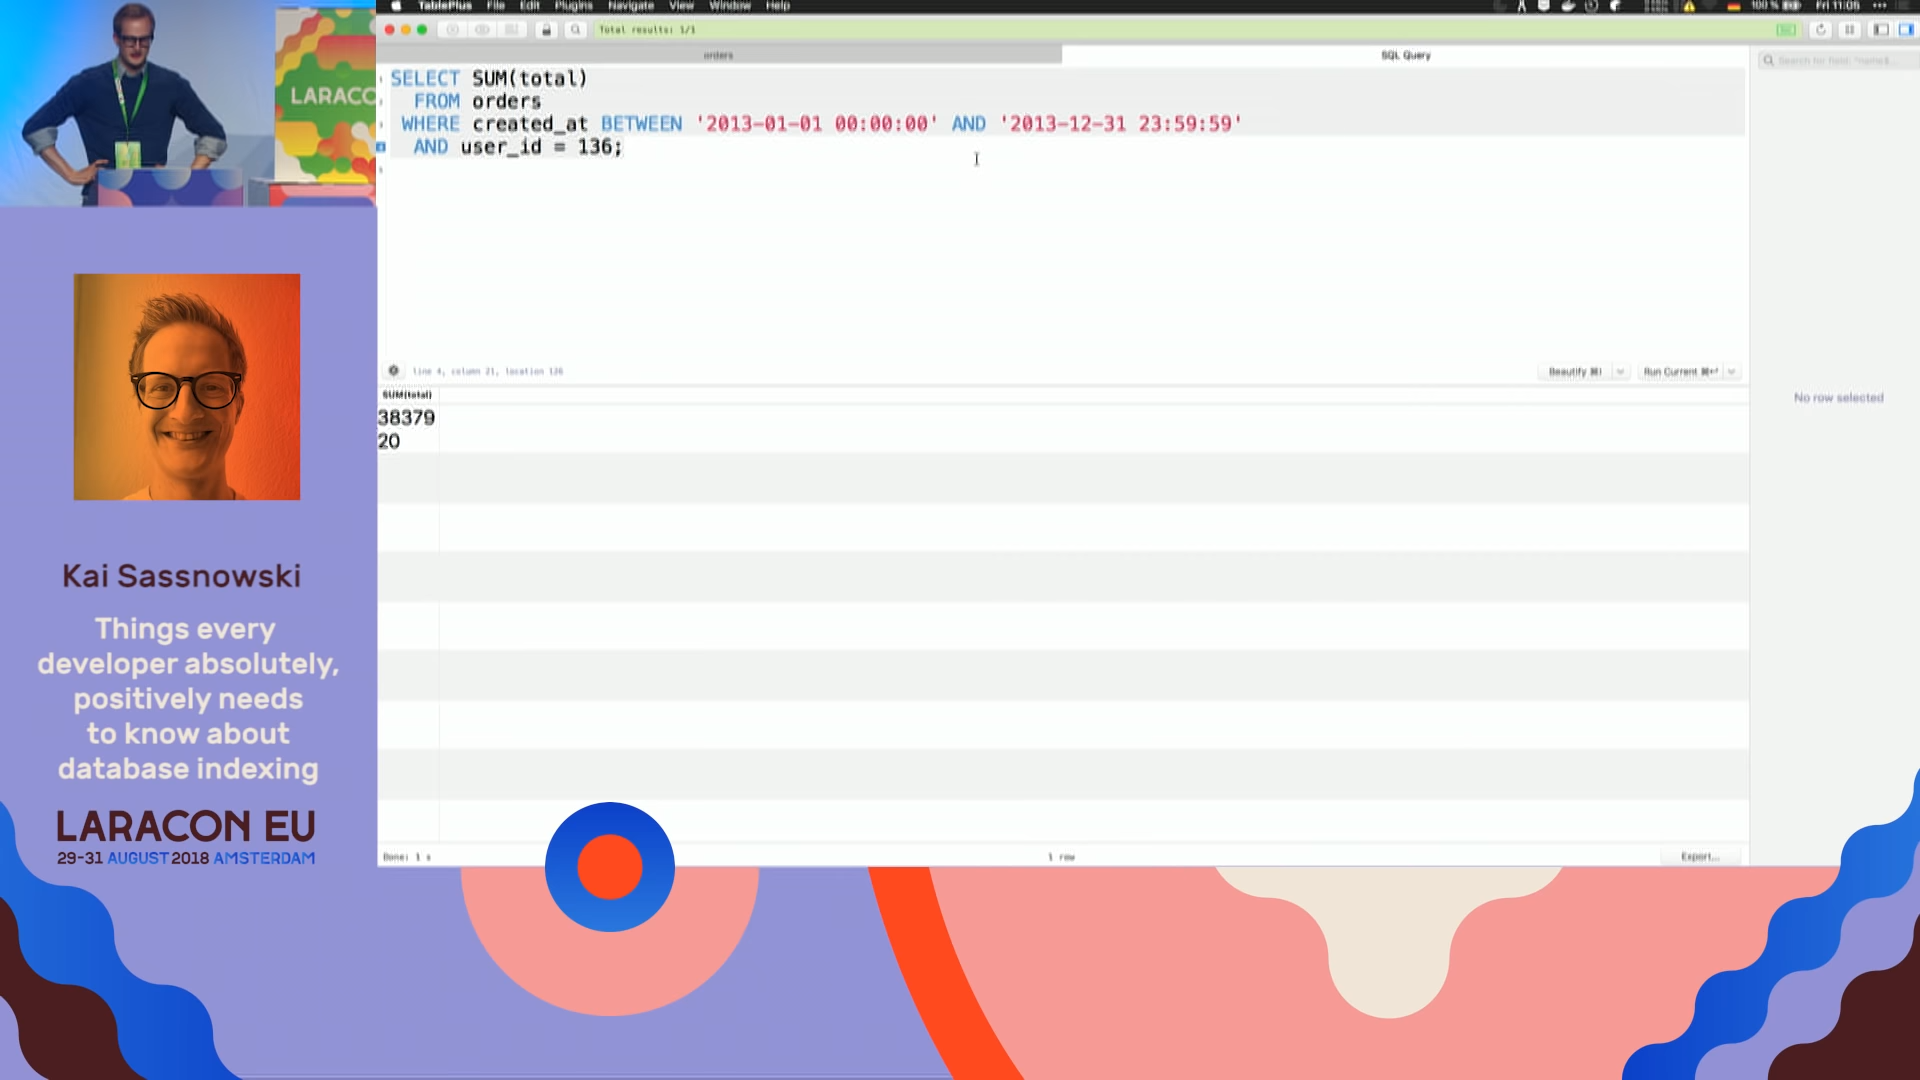 TablePlus File Edit Plugins Navigate View Window Help
100 % Fri 11:05
Total results: 1/1
orders
SQL Query
SELECT SUM(total)
FROM orders
WHERE created_at BETWEEN '2013-01-01 00:00:00' AND '2013-12-31 23:59:59'
AND user_id = 136;
line 4, column 21, location 136
Beautify ⌘I
Run Current ⌘↵
SUM(total)
38379
20
No row selected
Done: 1 s
1 row
Export...
LARACO
Kai Sassnowski
Things every
developer absolutely,
positively needs
to know about
database indexing
LARACON EU
29-31 AUGUST 2018 AMSTERDAM